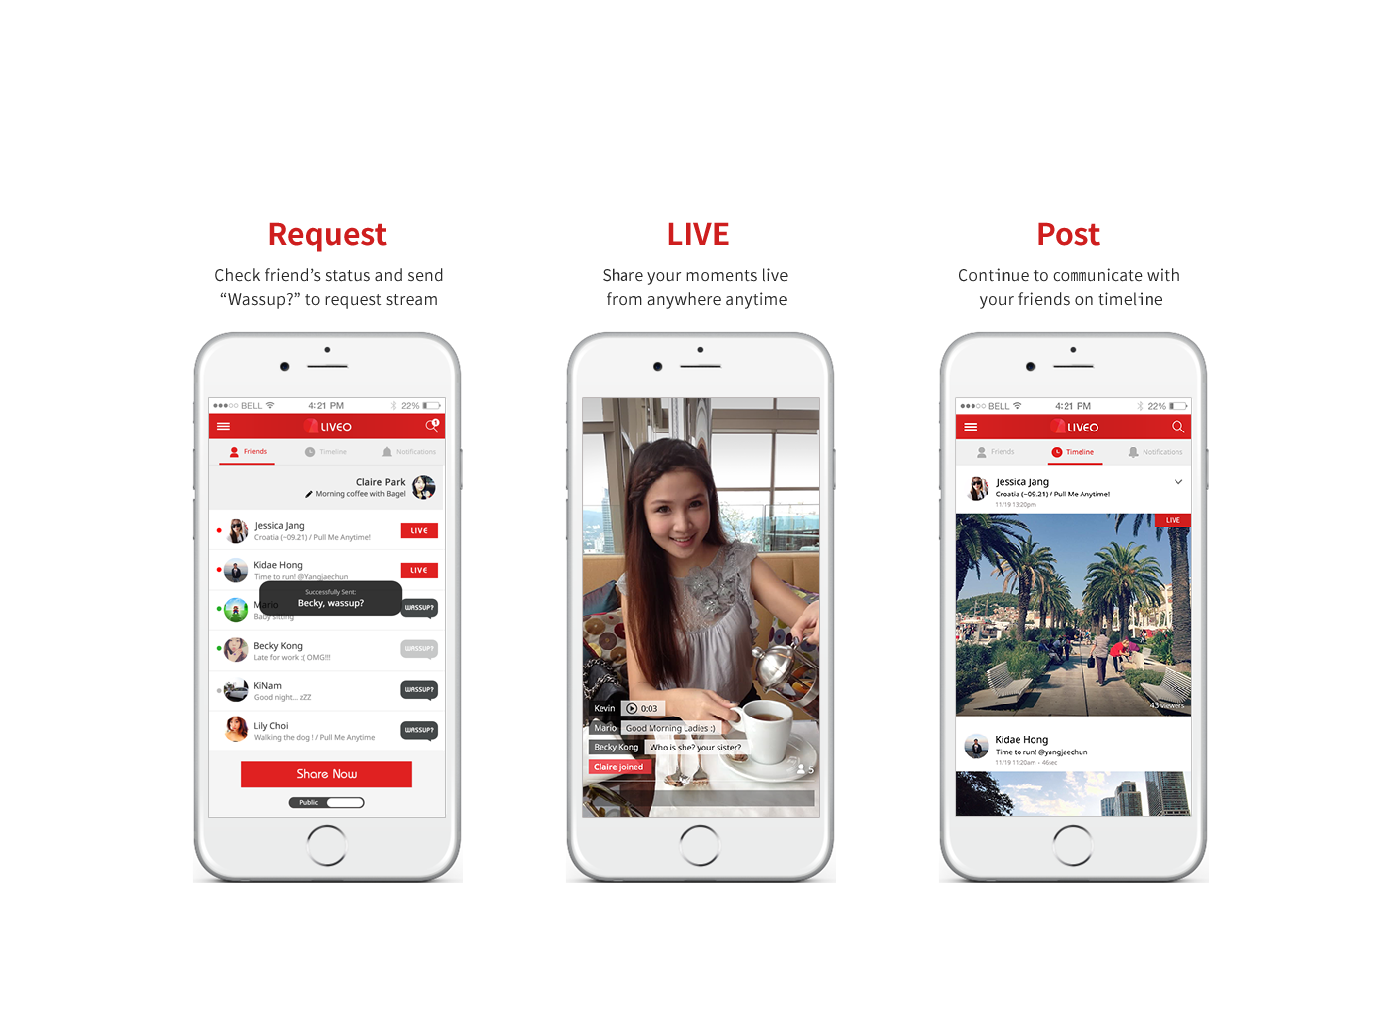 Request
Check friend's status and send
“Wassup?” to request stream
BELL 4:21 PM 22%
LIVEO 1
Friends Timeline Notifications
Claire Park
Morning coffee with Bagel
Jessica Jang
Croatia (~09.21) / Pull Me Anytime!
LIVE
Kidae Hong
Time to run! @Yangjaechun
LIVE
Successfully Sent:
Becky, wassup?
Mario
Baby sitting
WASSUP?
Becky Kong
Late for work :( OMG!!!
WASSUP?
KiNam
Good night... zZZ
WASSUP?
Lily Choi
Walking the dog ! / Pull Me Anytime
WASSUP?
Share Now
Public
LIVE
Share your moments live
from anywhere anytime
Kevin 0:03
Mario Good Morning Ladies :)
Becky Kong Who is she? your sister?
Claire joined
5
Post
Continue to communicate with
your friends on timeline
BELL 4:21 PM 22%
LIVEO
Friends Timeline Notifications
Jessica Jang
Croatia (~09.21) / Pull Me Anytime!
11/19 13:20pm
LIVE
43 viewers
Kidae Hong
Time to run! @yangjaechun
11/19 11:20am - 46sec